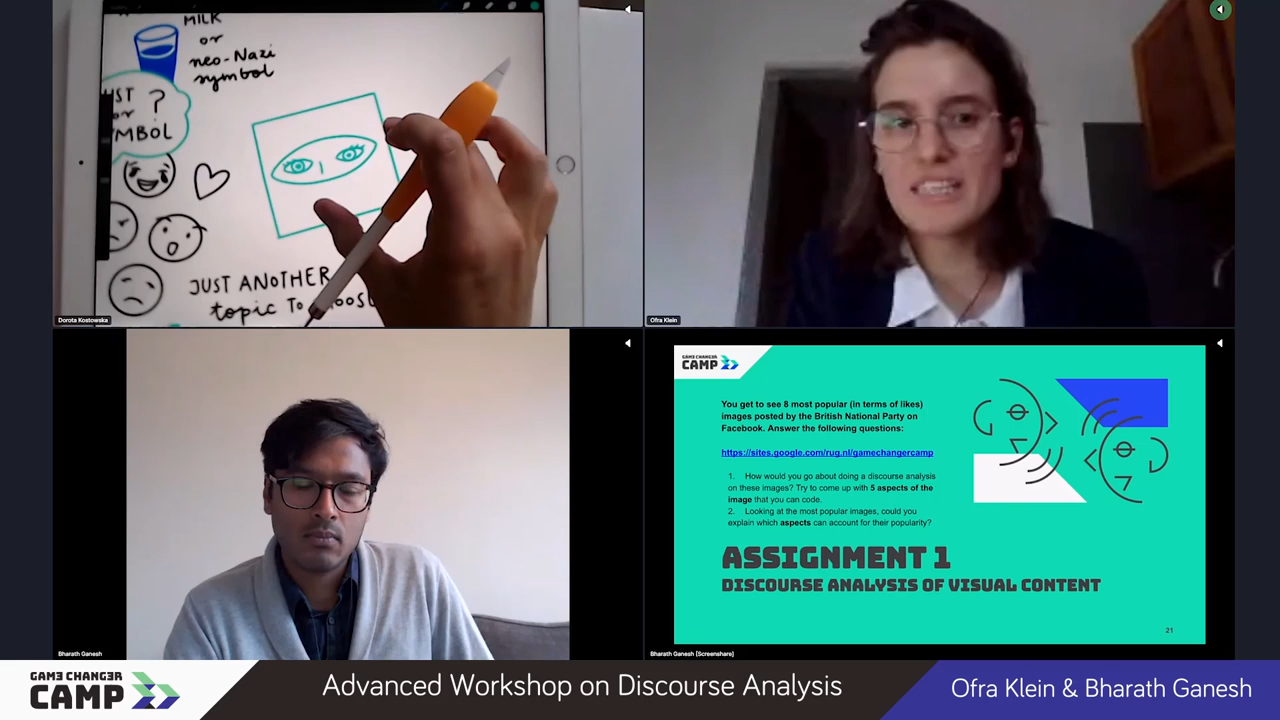 MILK
or
neo-Nazi
symbol
?
or
JUST ANOTHER
topic to
Dorota Kostowska
Ofra Klein
Bharath Ganesh
GAME CHANGER
CAMP
You get to see 8 most popular (in terms of likes)
images posted by the British National Party on
Facebook. Answer the following questions:
https://sites.google.com/rug.nl/gamechangercamp
1. How would you go about doing a discourse analysis
on these images? Try to come up with 5 aspects of the
image that you can code.
2. Looking at the most popular images, could you
explain which aspects can account for their popularity?
ASSIGNMENT 1
DISCOURSE ANALYSIS OF VISUAL CONTENT
21
Bharath Ganesh [Screenshare]
GAME CHANGER
CAMP
Advanced Workshop on Discourse Analysis
Ofra Klein & Bharath Ganesh